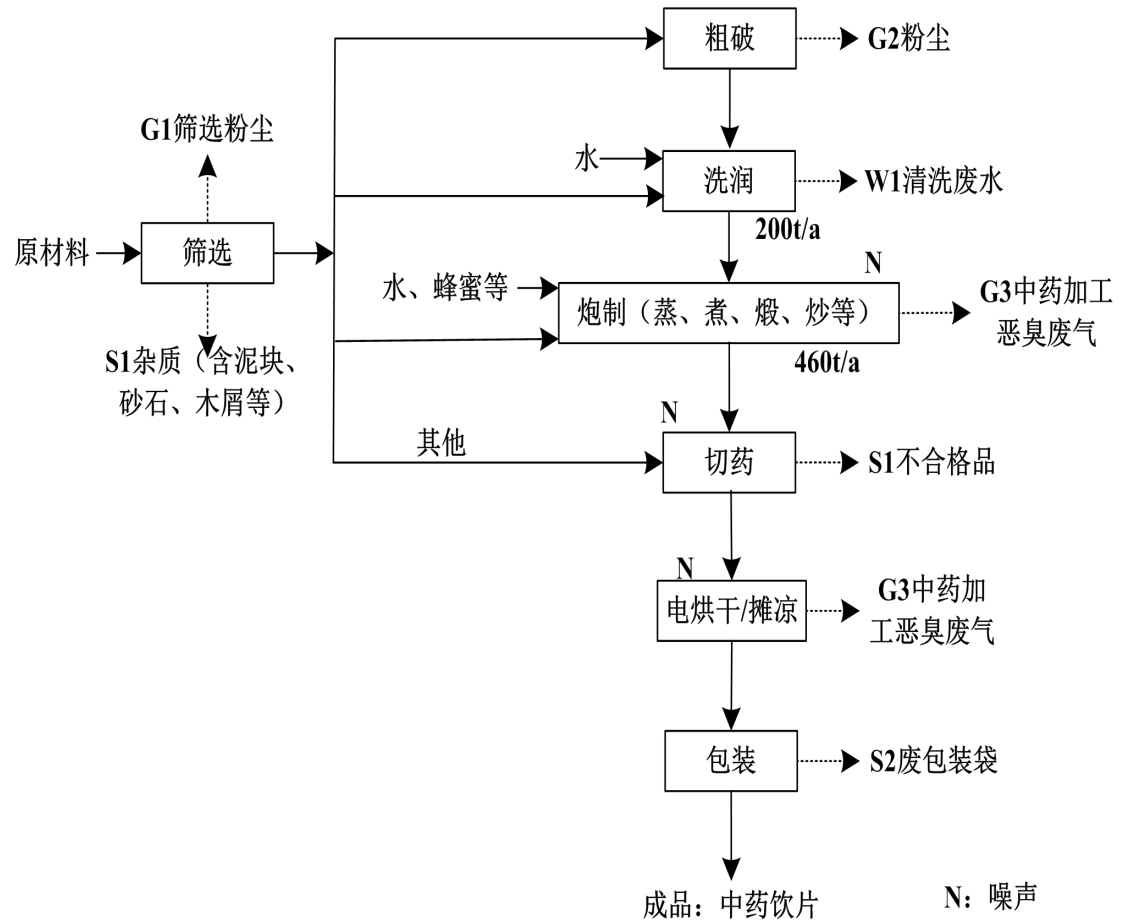 粗破
G2粉尘
G1筛选粉尘
水
洗润
W1清洗废水
200t/a
原材料
筛选
N
水、蜂蜜等
炮制（蒸、煮、煅、炒等）
G3中药加工
恶臭废气
460t/a
S1杂质（含泥块、
砂石、木屑等）
N
其他
切药
S1不合格品
N
电烘干/摊凉
G3中药加
工恶臭废气
包装
S2废包装袋
成品：中药饮片
N：噪声